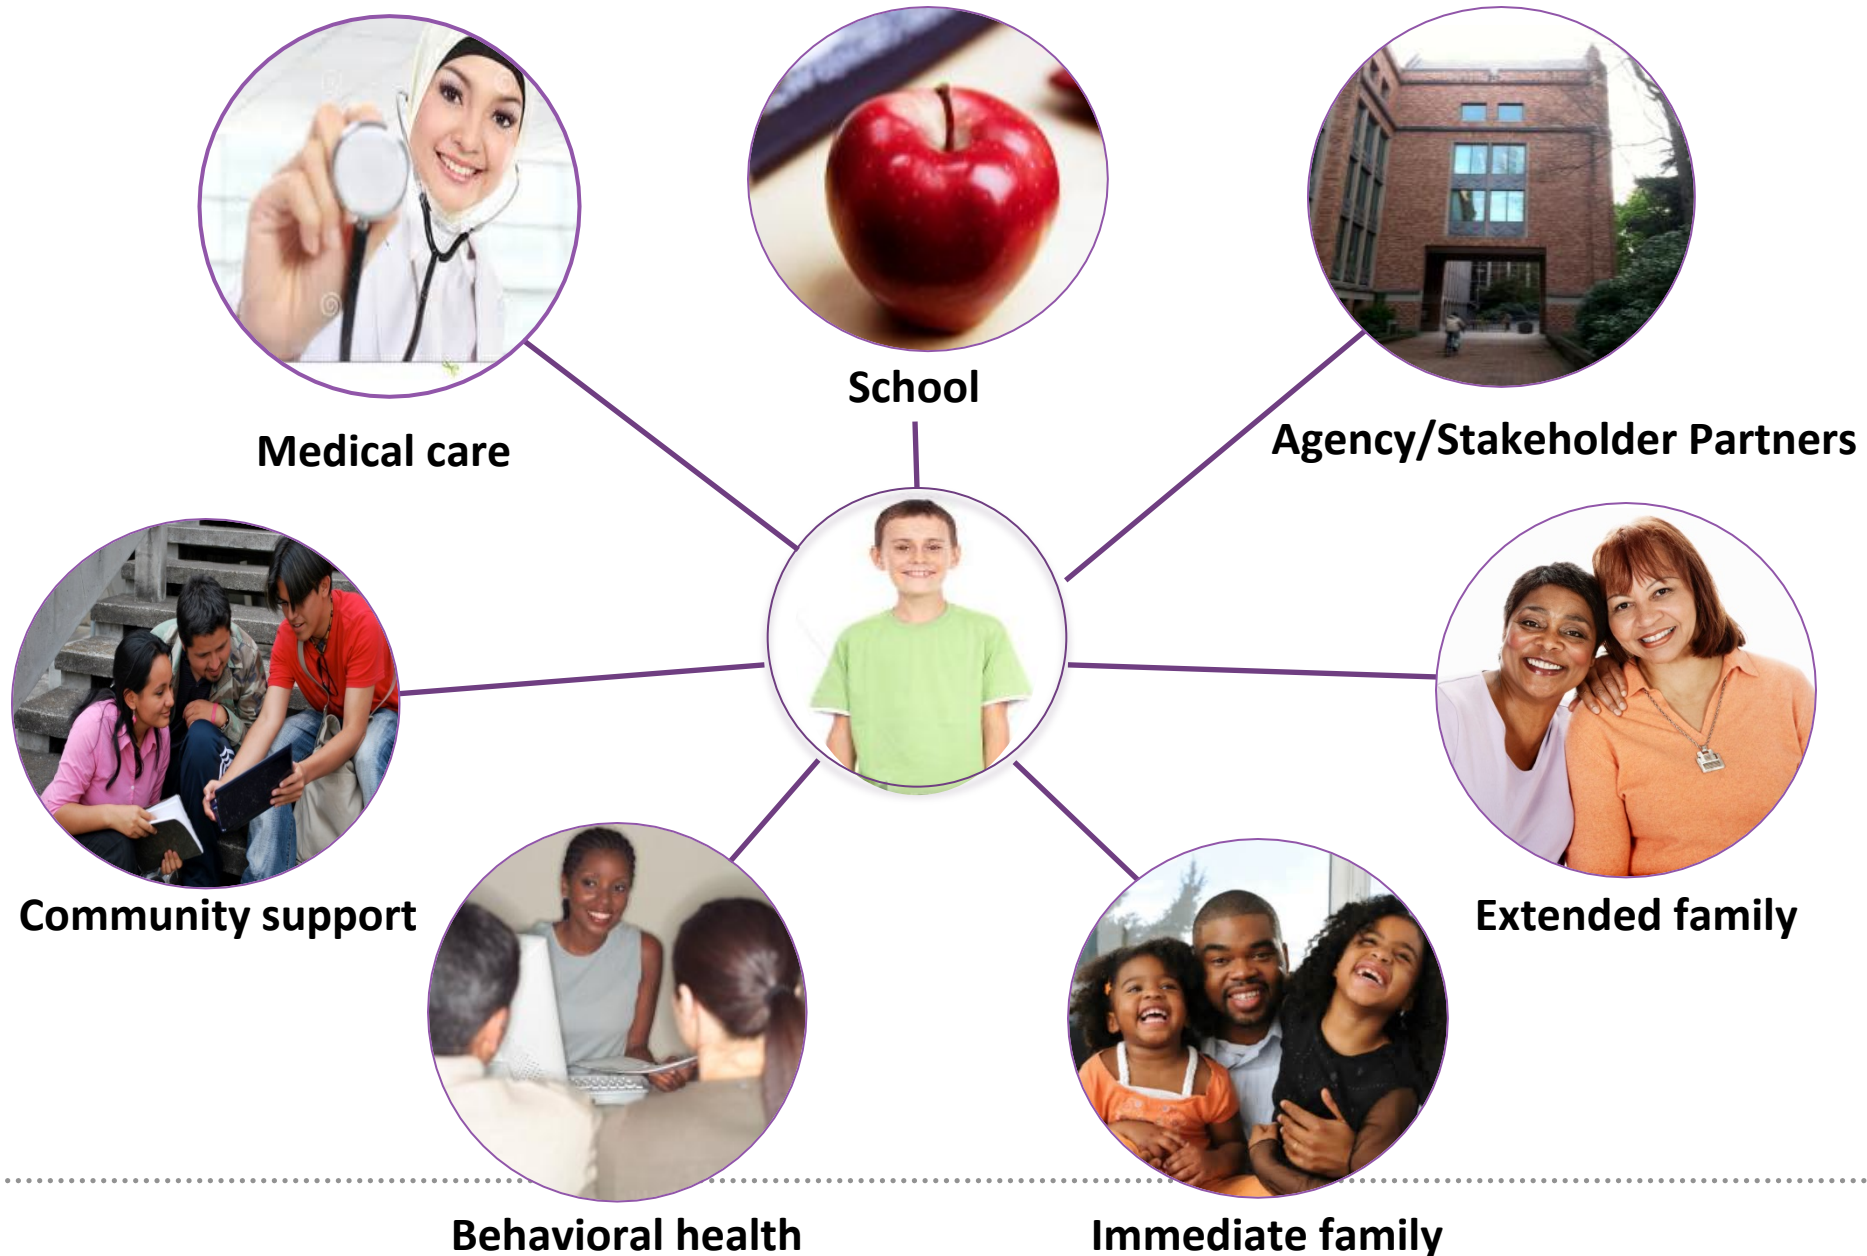 School
Medical care
Agency/Stakeholder Partners
Community support
Extended family
Behavioral health
Immediate family